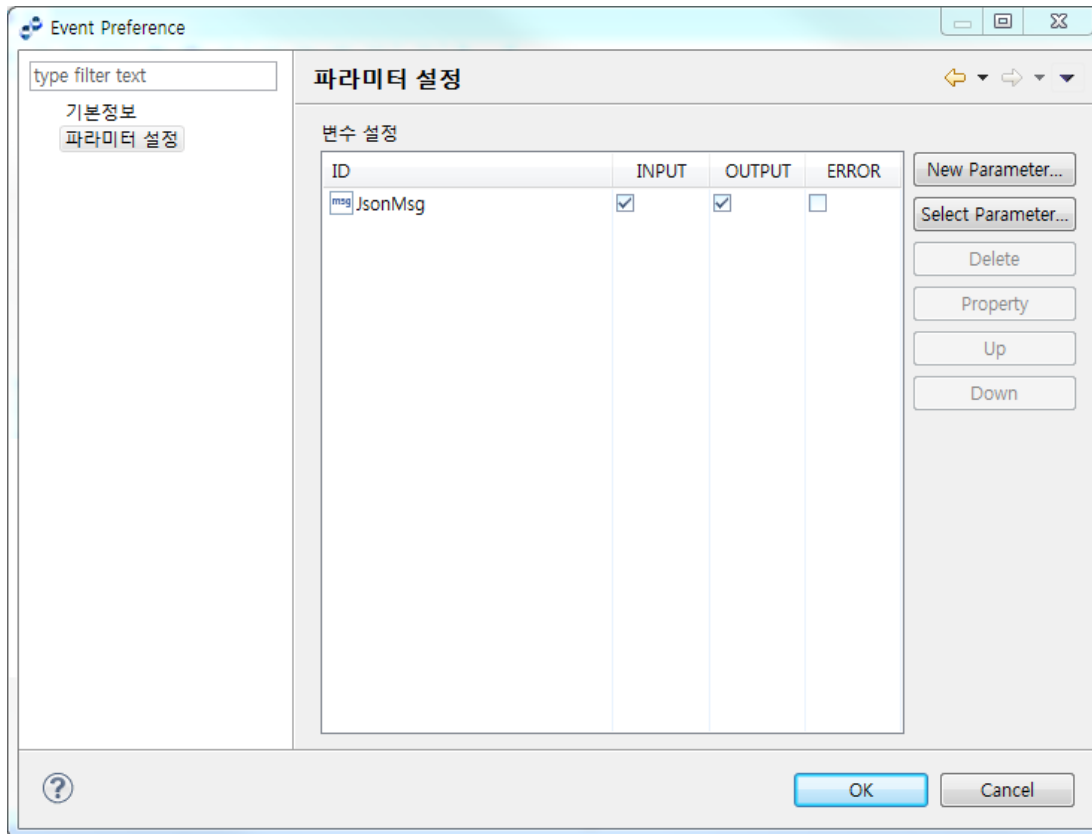 Event Preference
type filter text
기본정보
파라미터 설정
파라미터 설정
변수 설정
ID INPUT OUTPUT ERROR
msg JsonMsg
New Parameter...
Select Parameter...
Delete
Property
Up
Down
?
OK Cancel